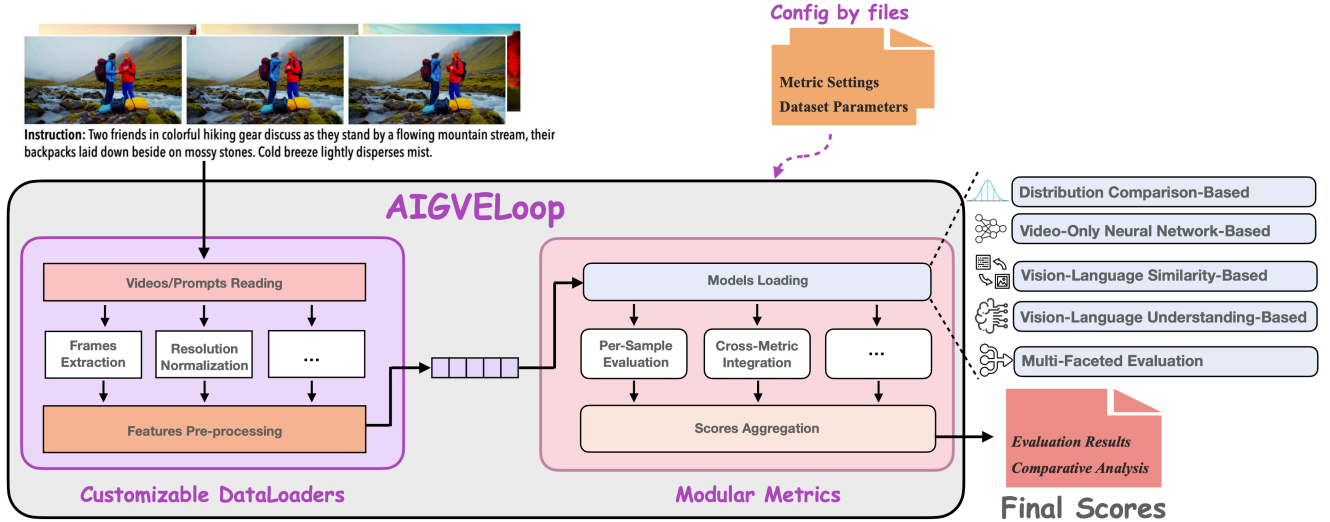 Config by files
Metric Settings
Dataset Parameters
Instruction: Two friends in colorful hiking gear discuss as they stand by a flowing mountain stream, their
backpacks laid down beside on mossy stones. Cold breeze lightly disperses mist.
AIGVELoop
Videos/Prompts Reading
Frames
Extraction
Resolution
Normalization
...
Features Pre-processing
Customizable DataLoaders
Models Loading
Per-Sample
Evaluation
Cross-Metric
Integration
...
Scores Aggregation
Modular Metrics
Distribution Comparison-Based
Video-Only Neural Network-Based
Vision-Language Similarity-Based
Vision-Language Understanding-Based
Multi-Faceted Evaluation
Evaluation Results
Comparative Analysis
Final Scores